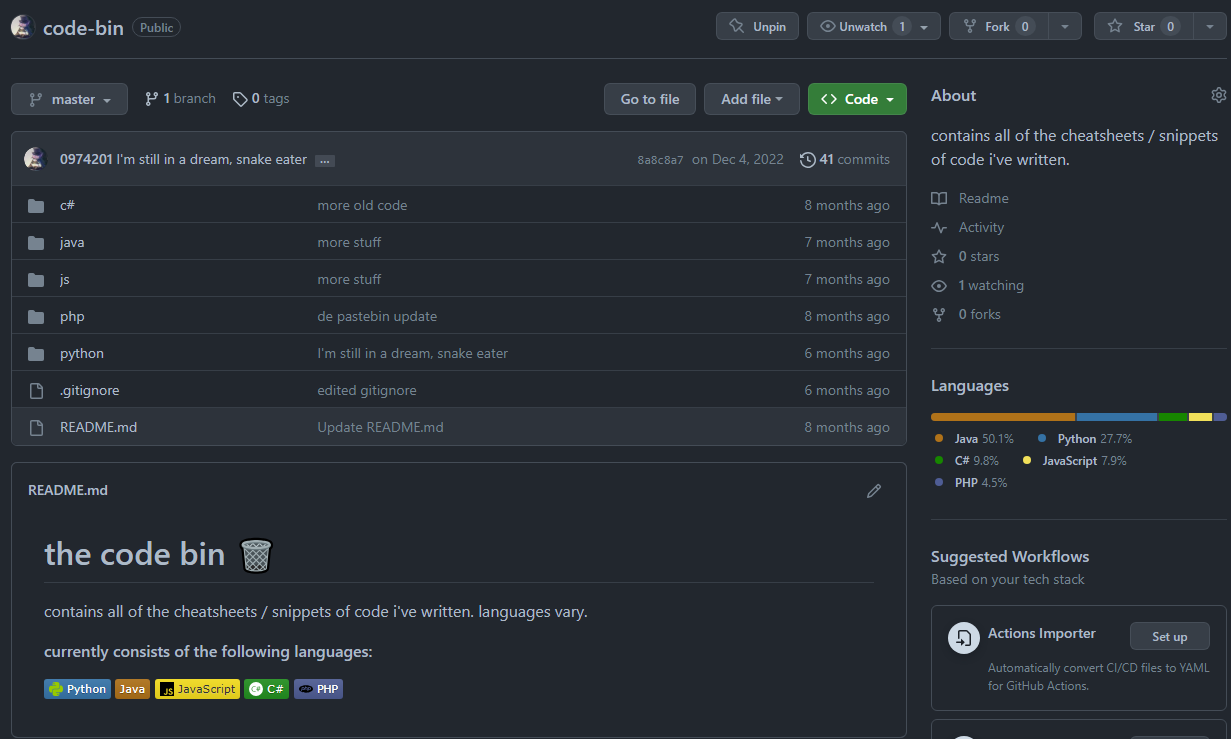 code-bin Public Unpin Unwatch 1 Fork 0 Star 0
master 1 branch 0 tags Go to file Add file <> Code
0974201 I'm still in a dream, snake eater ... 8a8c8a7 on Dec 4, 2022 41 commits
c# more old code 8 months ago
java more stuff 7 months ago
js more stuff 7 months ago
php de pastebin update 8 months ago
python I'm still in a dream, snake eater 6 months ago
.gitignore edited gitignore 6 months ago
README.md Update README.md 8 months ago
README.md
the code bin
contains all of the cheatsheets / snippets of code i've written. languages vary.
currently consists of the following languages:
Python Java JS JavaScript C# C# php PHP
About
contains all of the cheatsheets / snippets
of code i've written.
Readme
Activity
0 stars
1 watching
0 forks
Languages
Java 50.1% Python 27.7%
C# 9.8% JavaScript 7.9%
PHP 4.5%
Suggested Workflows
Based on your tech stack
Actions Importer Set up
Automatically convert CI/CD files to YAML
for GitHub Actions.